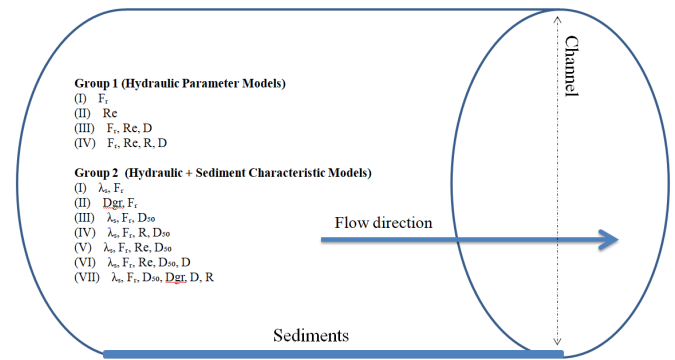 Group 1 (Hydraulic Parameter Models)
(I) Fr
(II) Re
(III) Fr, Re, D
(IV) Fr, Re, R, D
Group 2 (Hydraulic + Sediment Characteristic Models)
(I) λs, Fr
(II) Dgr, Fr
(III) λs, Fr, D50
(IV) λs, Fr, R, D50
(V) λs, Fr, Re, D50
(VI) λs, Fr, Re, D50, D
(VII) λs, Fr, D50, Dgr, D, R
Channel
Flow direction
Sediments